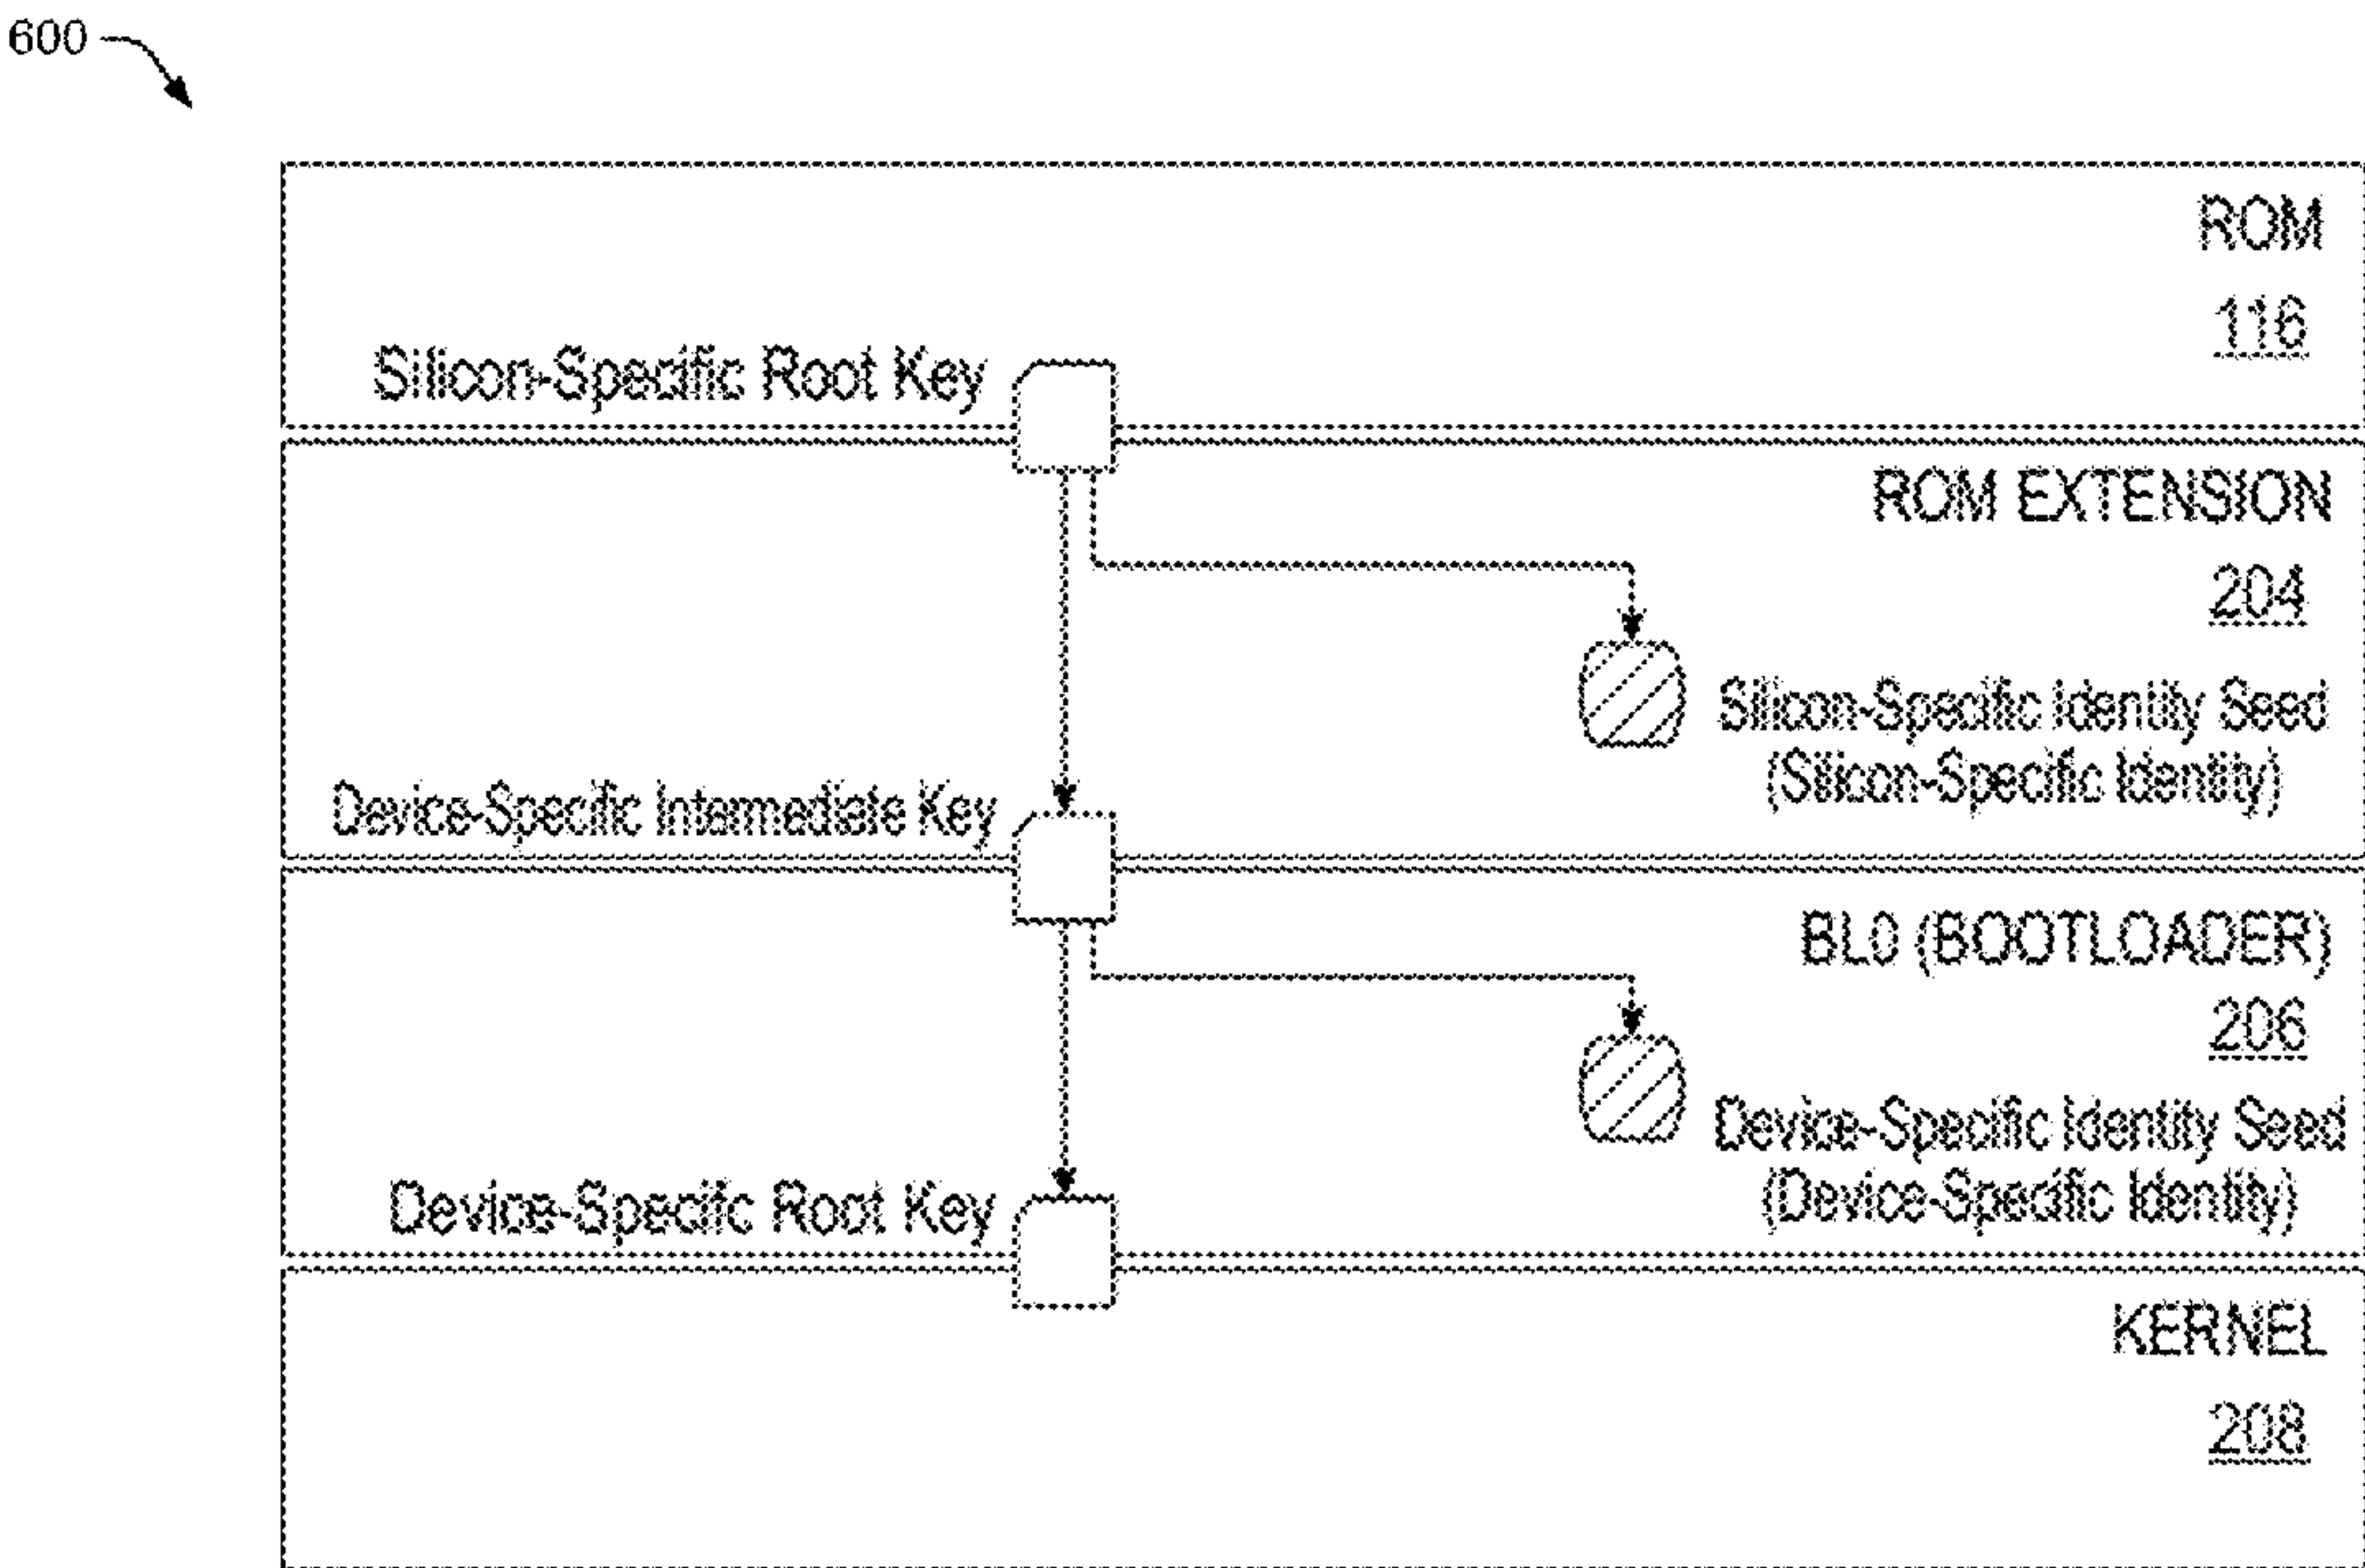 600
ROM
116
Silicon-Specific Root Key
ROM EXTENSION
204
Silicon-Specific Identity Seed
(Silicon-Specific Identity)
Device-Specific Intermediate Key
BL0 (BOOTLOADER)
206
Device-Specific Identity Seed
(Device-Specific Identity)
Device-Specific Root Key
KERNEL
208